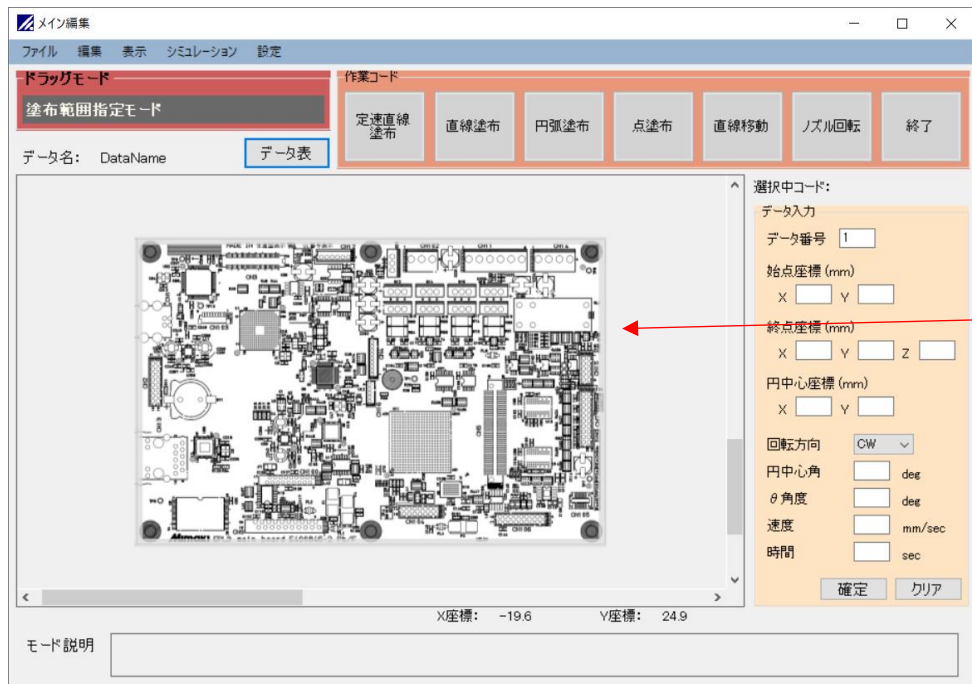 メイン編集
ファイル 編集 表示 シミュレーション 設定
ドラッグモード
塗布範囲指定モード
データ名: DataName
データ表
作業コード
定速直線
塗布
直線塗布
円弧塗布
点塗布
直線移動
ノズル回転
終了
選択中コード:
データ入力
データ番号 1
始点座標 (mm)
X Y
終点座標 (mm)
X Y Z
円中心座標 (mm)
X Y
回転方向 CW
円中心角 deg
θ角度 deg
速度 mm/sec
時間 sec
確定 クリア
X座標: -19.6 Y座標: 24.9
モード説明